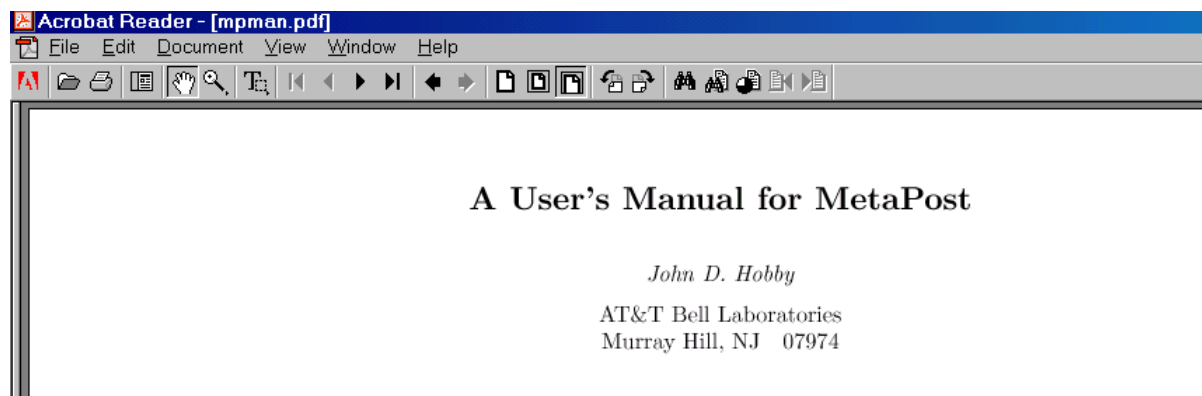 Acrobat Reader - [mpman.pdf]
File Edit Document View Window Help
A User's Manual for MetaPost
John D. Hobby
AT&T Bell Laboratories
Murray Hill, NJ 07974